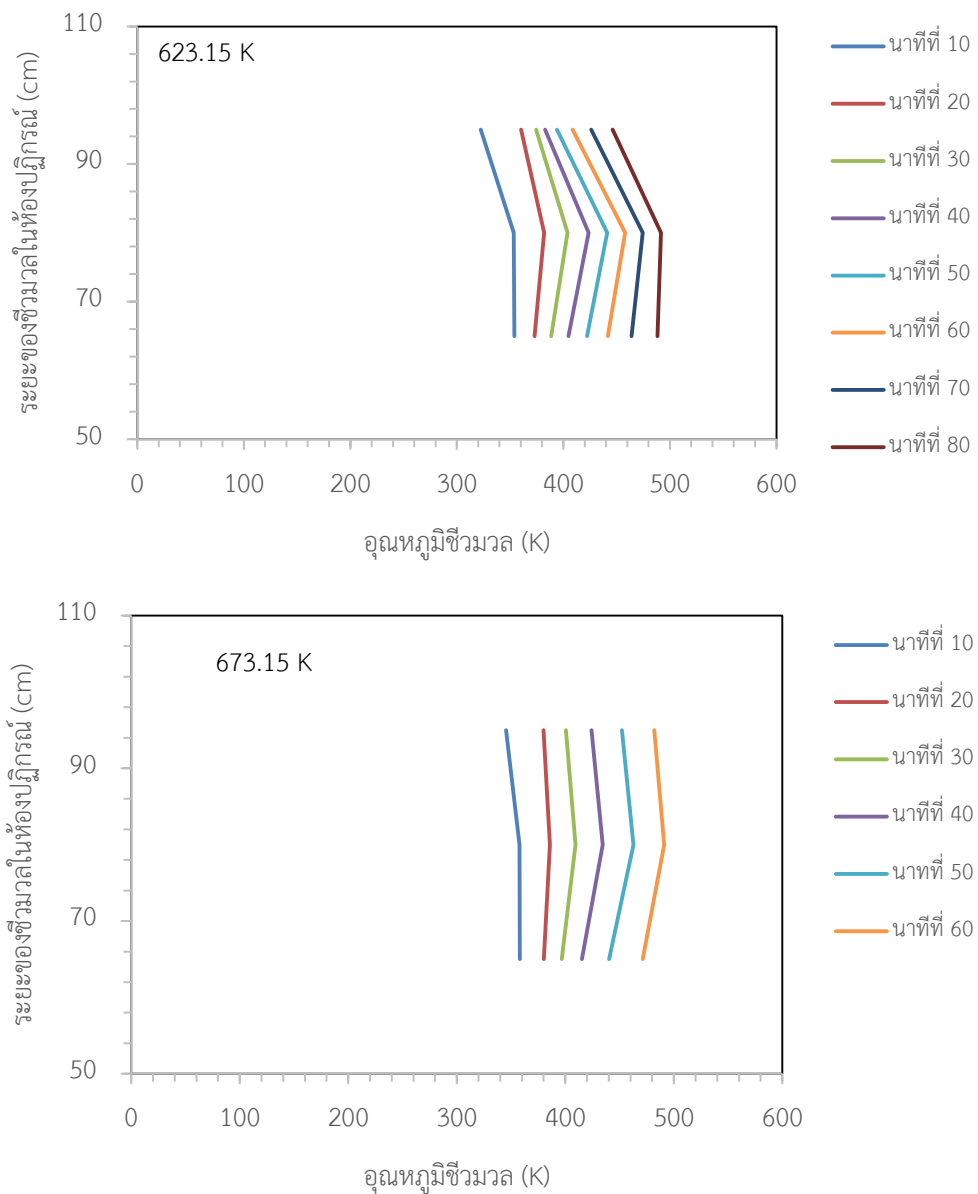 623.15 K
ระยะของชีวมวลในห้องปฏิกรณ์ (cm)
110
90
70
50
0 100 200 300 400 500 600
อุณหภูมิชีวมวล (K)
นาทีที่ 10
นาทีที่ 20
นาทีที่ 30
นาทีที่ 40
นาทีที่ 50
นาทีที่ 60
นาทีที่ 70
นาทีที่ 80
673.15 K
ระยะของชีวมวลในห้องปฏิกรณ์ (cm)
110
90
70
50
0 100 200 300 400 500 600
อุณหภูมิชีวมวล (K)
นาทีที่ 10
นาทีที่ 20
นาทีที่ 30
นาทีที่ 40
นาทีที่ 50
นาทีที่ 60